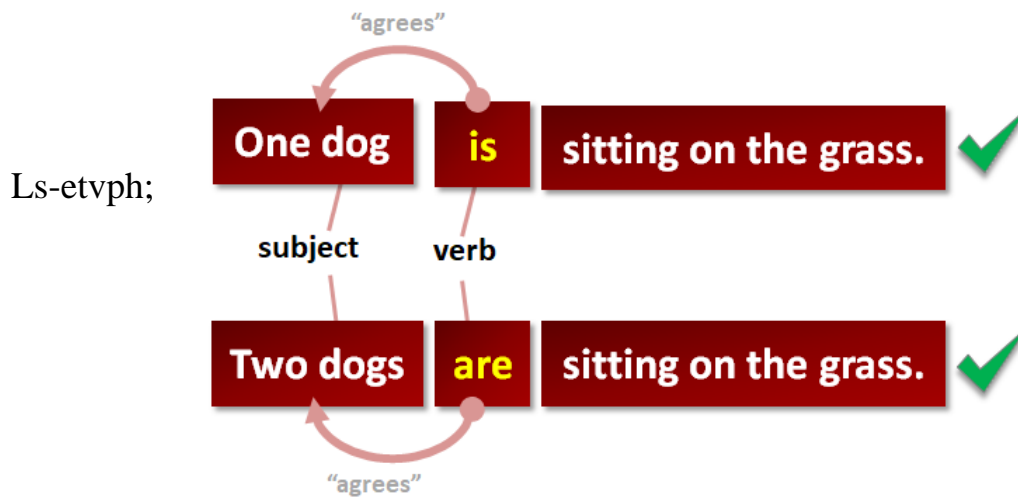 “agrees”
One dog is sitting on the grass.
Ls-etvph;
subject verb
Two dogs are sitting on the grass.
“agrees”